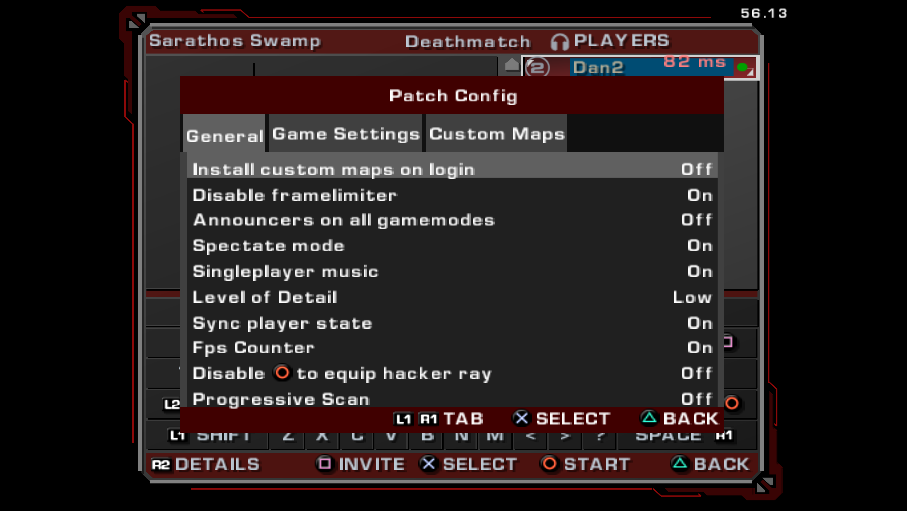 56.13
Sarathos Swamp Deathmatch PLAYERS
2 Dan2 82 ms
Patch Config
General Game Settings Custom Maps
Install custom maps on login Off
Disable framelimiter On
Announcers on all gamemodes Off
Spectate mode On
Singleplayer music On
Level of Detail Low
Sync player state On
Fps Counter On
Disable to equip hacker ray Off
Progressive Scan Off
L2
L1 R1 TAB SELECT BACK
L1 SHIFT Z X C V B N M < > ? SPACE R1
R2 DETAILS INVITE SELECT START BACK